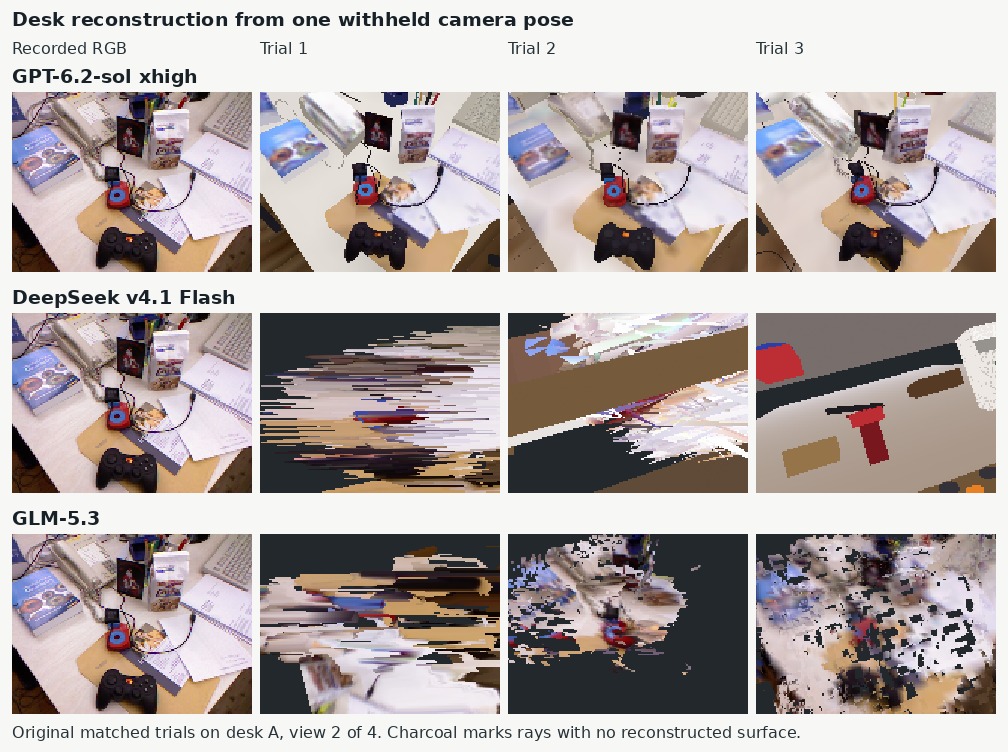 Desk reconstruction from one withheld camera pose
Recorded RGB Trial 1 Trial 2 Trial 3
GPT-6.2-sol xhigh
DeepSeek v4.1 Flash
GLM-5.3
Original matched trials on desk A, view 2 of 4. Charcoal marks rays with no reconstructed surface.